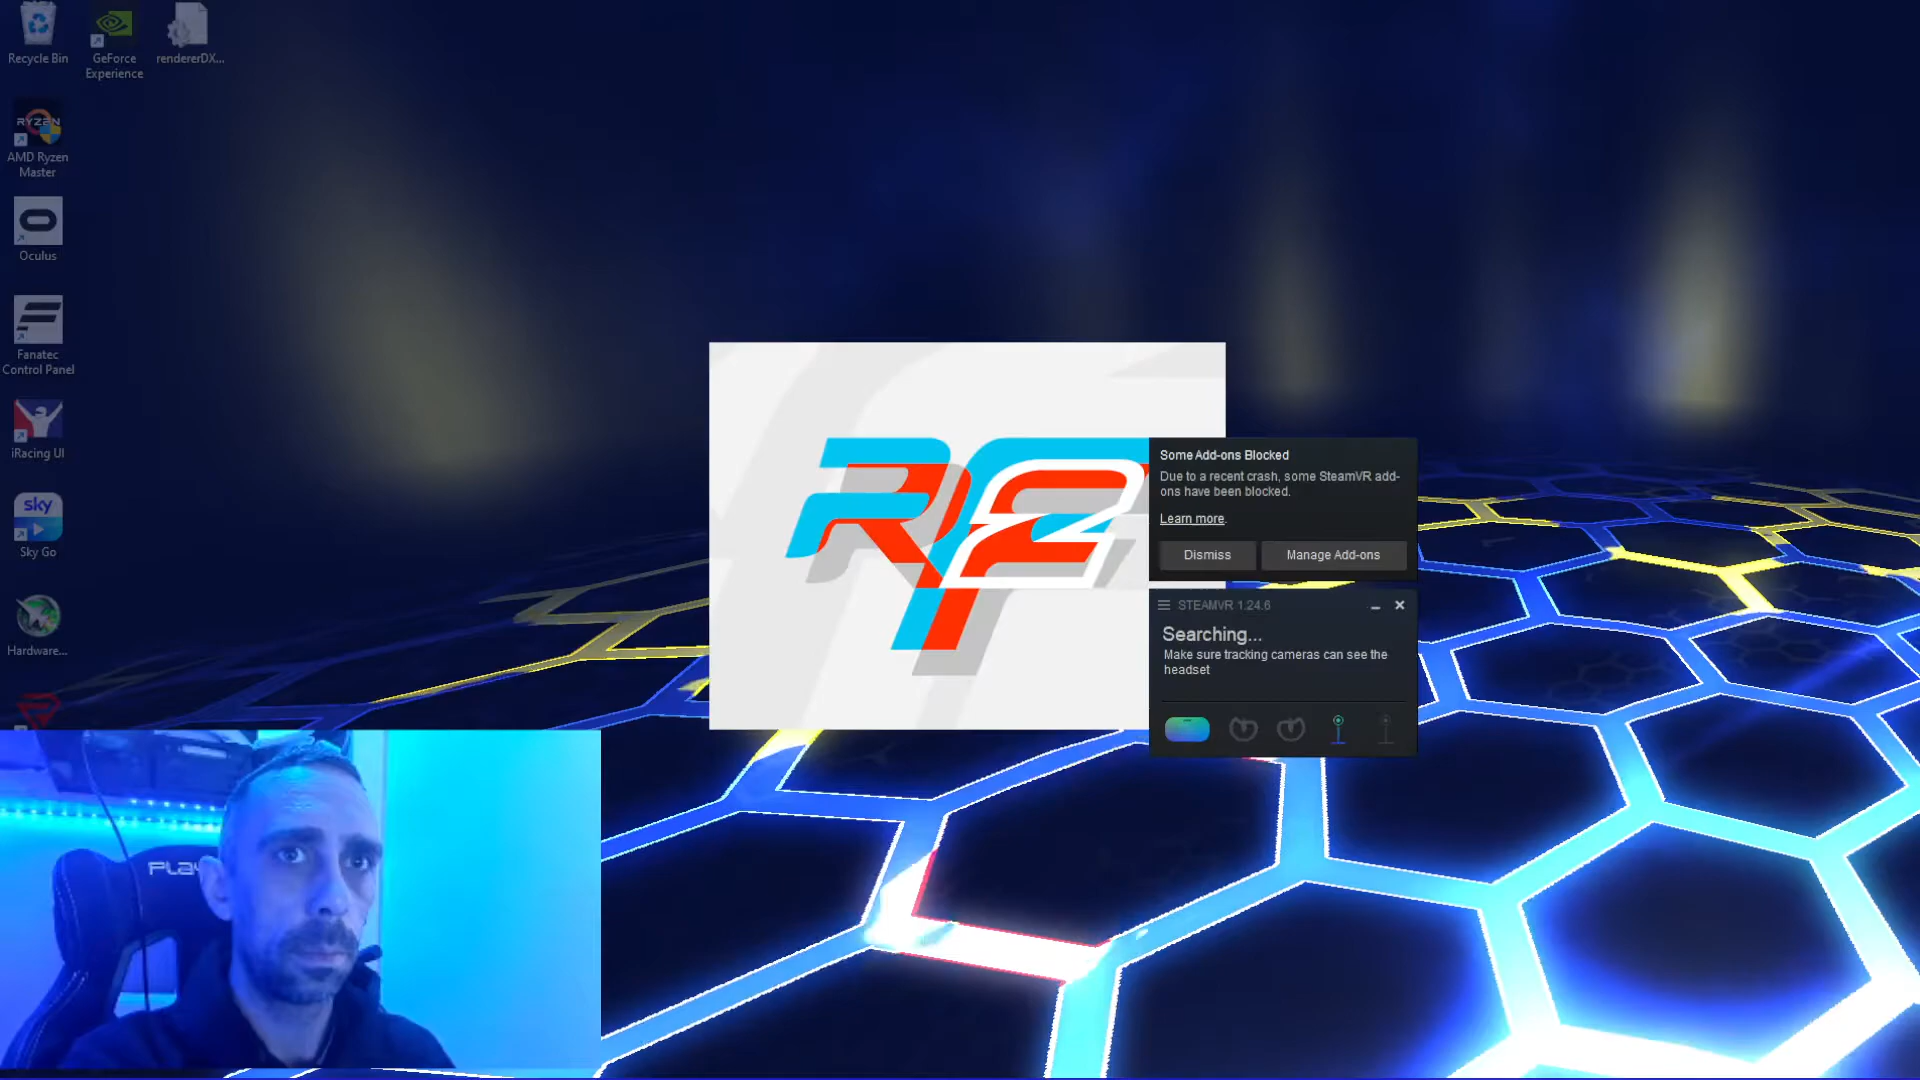 Recycle Bin
GeForce
Experience
rendererDX...
RYZEN
AMD Ryzen
Master
Oculus
Fanatec
Control Panel
iRacing UI
sky
Sky Go
Hardware...
RF2
Some Add-ons Blocked
Due to a recent crash, some SteamVR add-
ons have been blocked.
Learn more.
Dismiss
Manage Add-ons
STEAMVR 1.24.6
Searching...
Make sure tracking cameras can see the
headset
PLAY